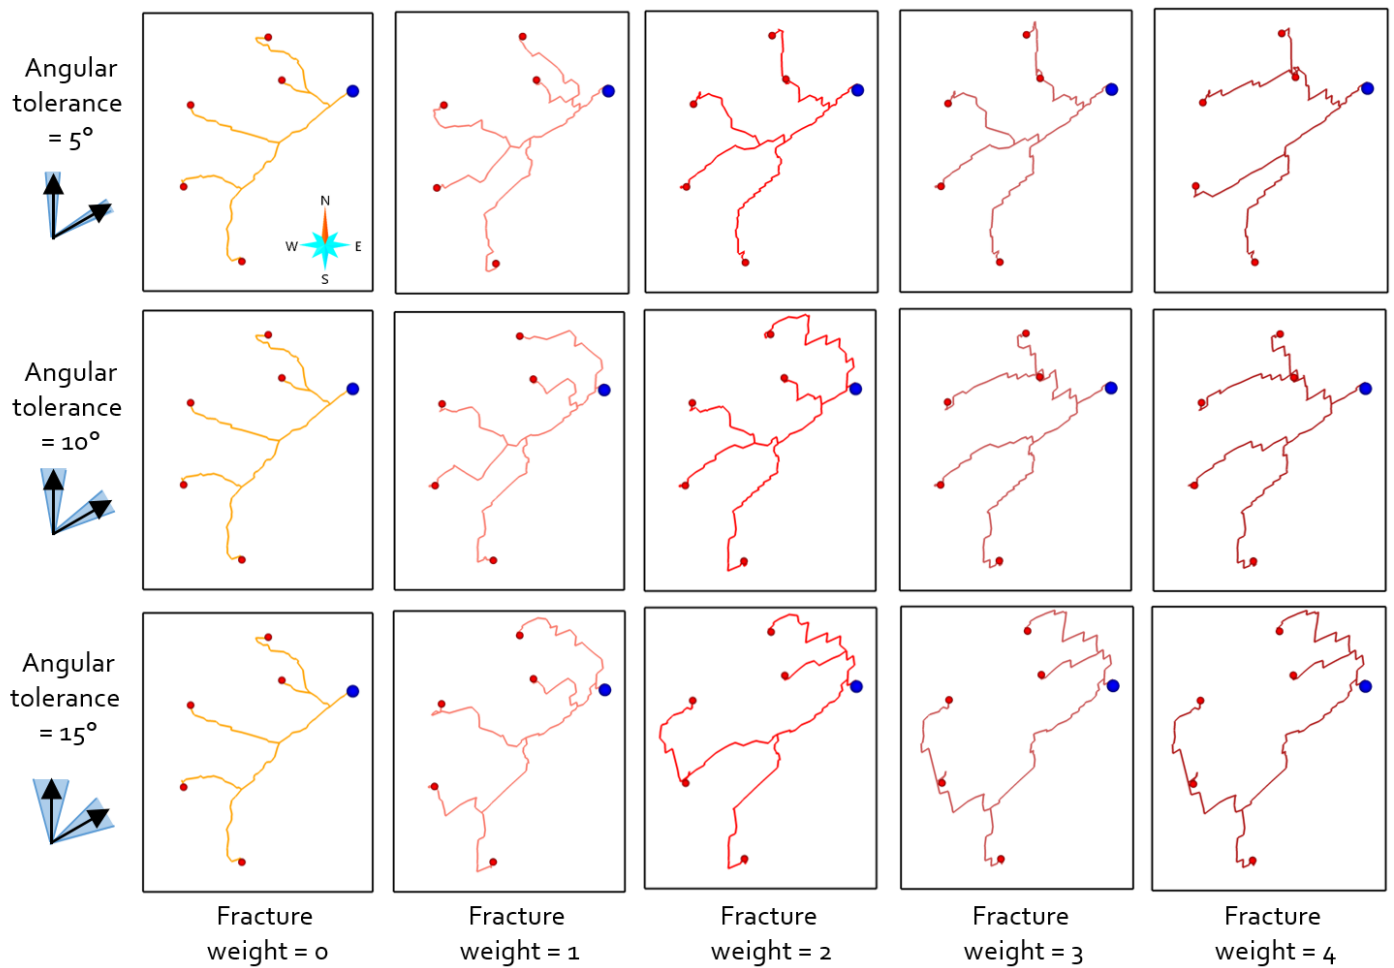 Angular
tolerance
= 5°
N
W
E
S
Angular
tolerance
= 10°
Angular
tolerance
= 15°
Fracture
weight = 0
Fracture
weight = 1
Fracture
weight = 2
Fracture
weight = 3
Fracture
weight = 4